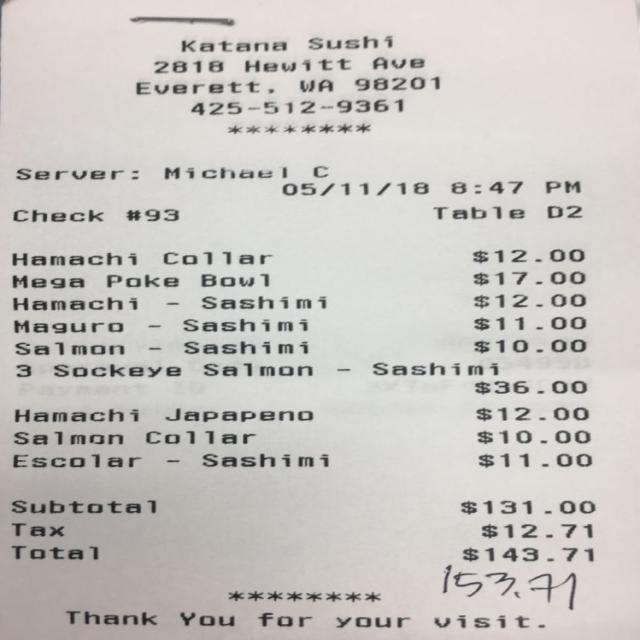 Katana Sushi
2818 Hewitt Ave
Everett, WA 98201
425-512-9361
********
Server: Michael C
05/11/18 8:47 PM
Check #93 Table D2
Hamachi Collar $12.00
Mega Poke Bowl $17.00
Hamachi - Sashimi $12.00
Maguro - Sashimi $11.00
Salmon - Sashimi $10.00
3 Sockeye Salmon - Sashimi
$36.00
Hamachi Japapeno $12.00
Salmon Collar $10.00
Escolar - Sashimi $11.00
Subtotal $131.00
Tax $12.71
Total $143.71
153.71
********
Thank You for your visit.